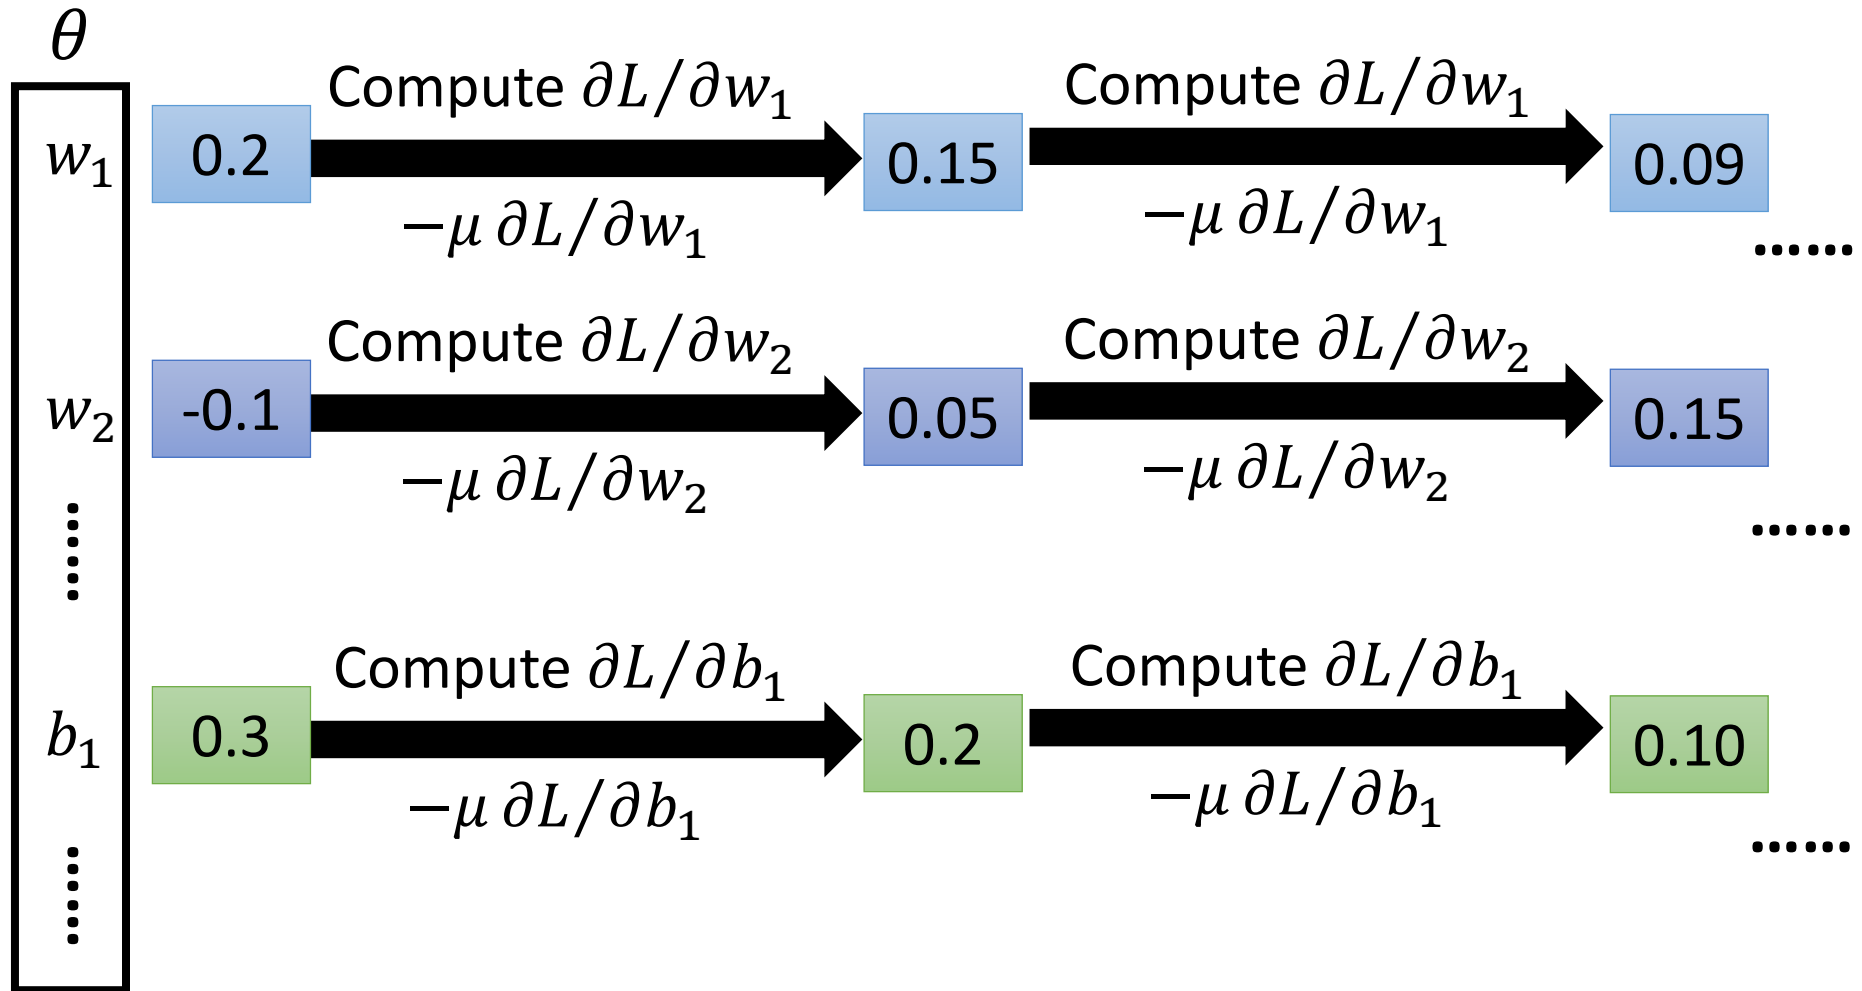 θ
Compute ∂L/∂w₁ Compute ∂L/∂w₁
w₁ 0.2 0.15 0.09
−μ ∂L/∂w₁ −μ ∂L/∂w₁
……
Compute ∂L/∂w₂ Compute ∂L/∂w₂
w₂ -0.1 0.05 0.15
−μ ∂L/∂w₂ −μ ∂L/∂w₂
……
……
Compute ∂L/∂b₁ Compute ∂L/∂b₁
b₁ 0.3 0.2 0.10
−μ ∂L/∂b₁ −μ ∂L/∂b₁
……
……